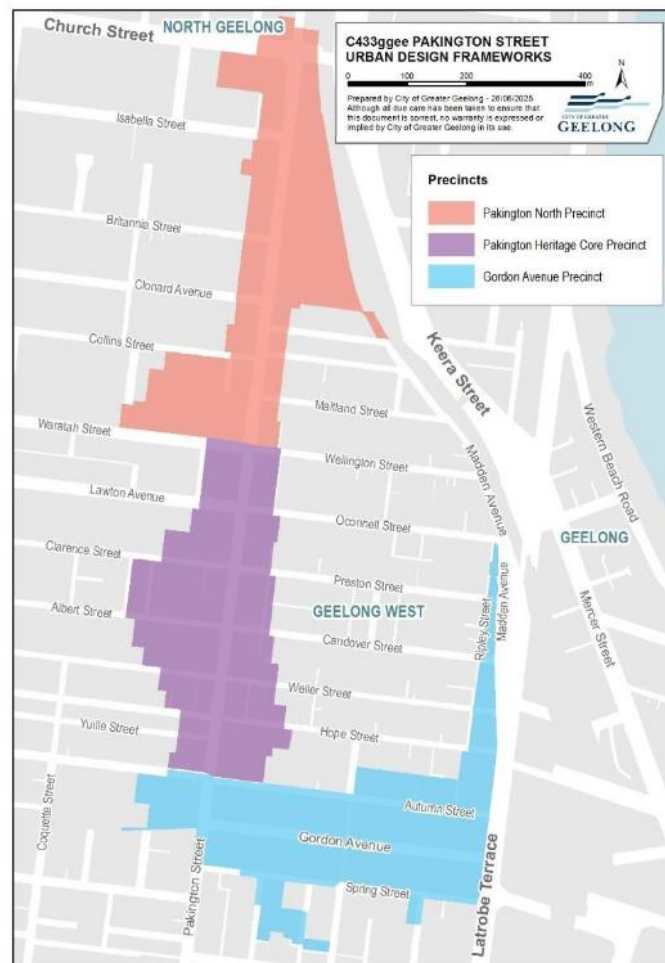 Church Street
NORTH GEELONG
C433ggee PAKINGTON STREET
URBAN DESIGN FRAMEWORKS
0 100 200 400
m
N
Prepared by City of Greater Geelong - 26/06/2025
Although all due care has been taken to ensure that
this document is correct, no warranty is expressed or
implied by City of Greater Geelong in its use.
CITY OF GREATER
GEELONG
Isabella Street
Precincts
Pakington North Precinct
Pakington Heritage Core Precinct
Gordon Avenue Precinct
Britannia Street
Clonard Avenue
Collins Street
Keera Street
Maitland Street
Western Beach Road
Waratah Street
Wellington Street
Madden Avenue
Lawton Avenue
Oconnell Street
GEELONG
Clarence Street
Preston Street
Albert Street
GEELONG WEST
Ripley Street
Madden Avenue
Mercer Street
Candover Street
Weller Street
Yuille Street
Hope Street
Coquette Street
Autumn Street
Gordon Avenue
Pakington Street
Spring Street
Latrobe Terrace